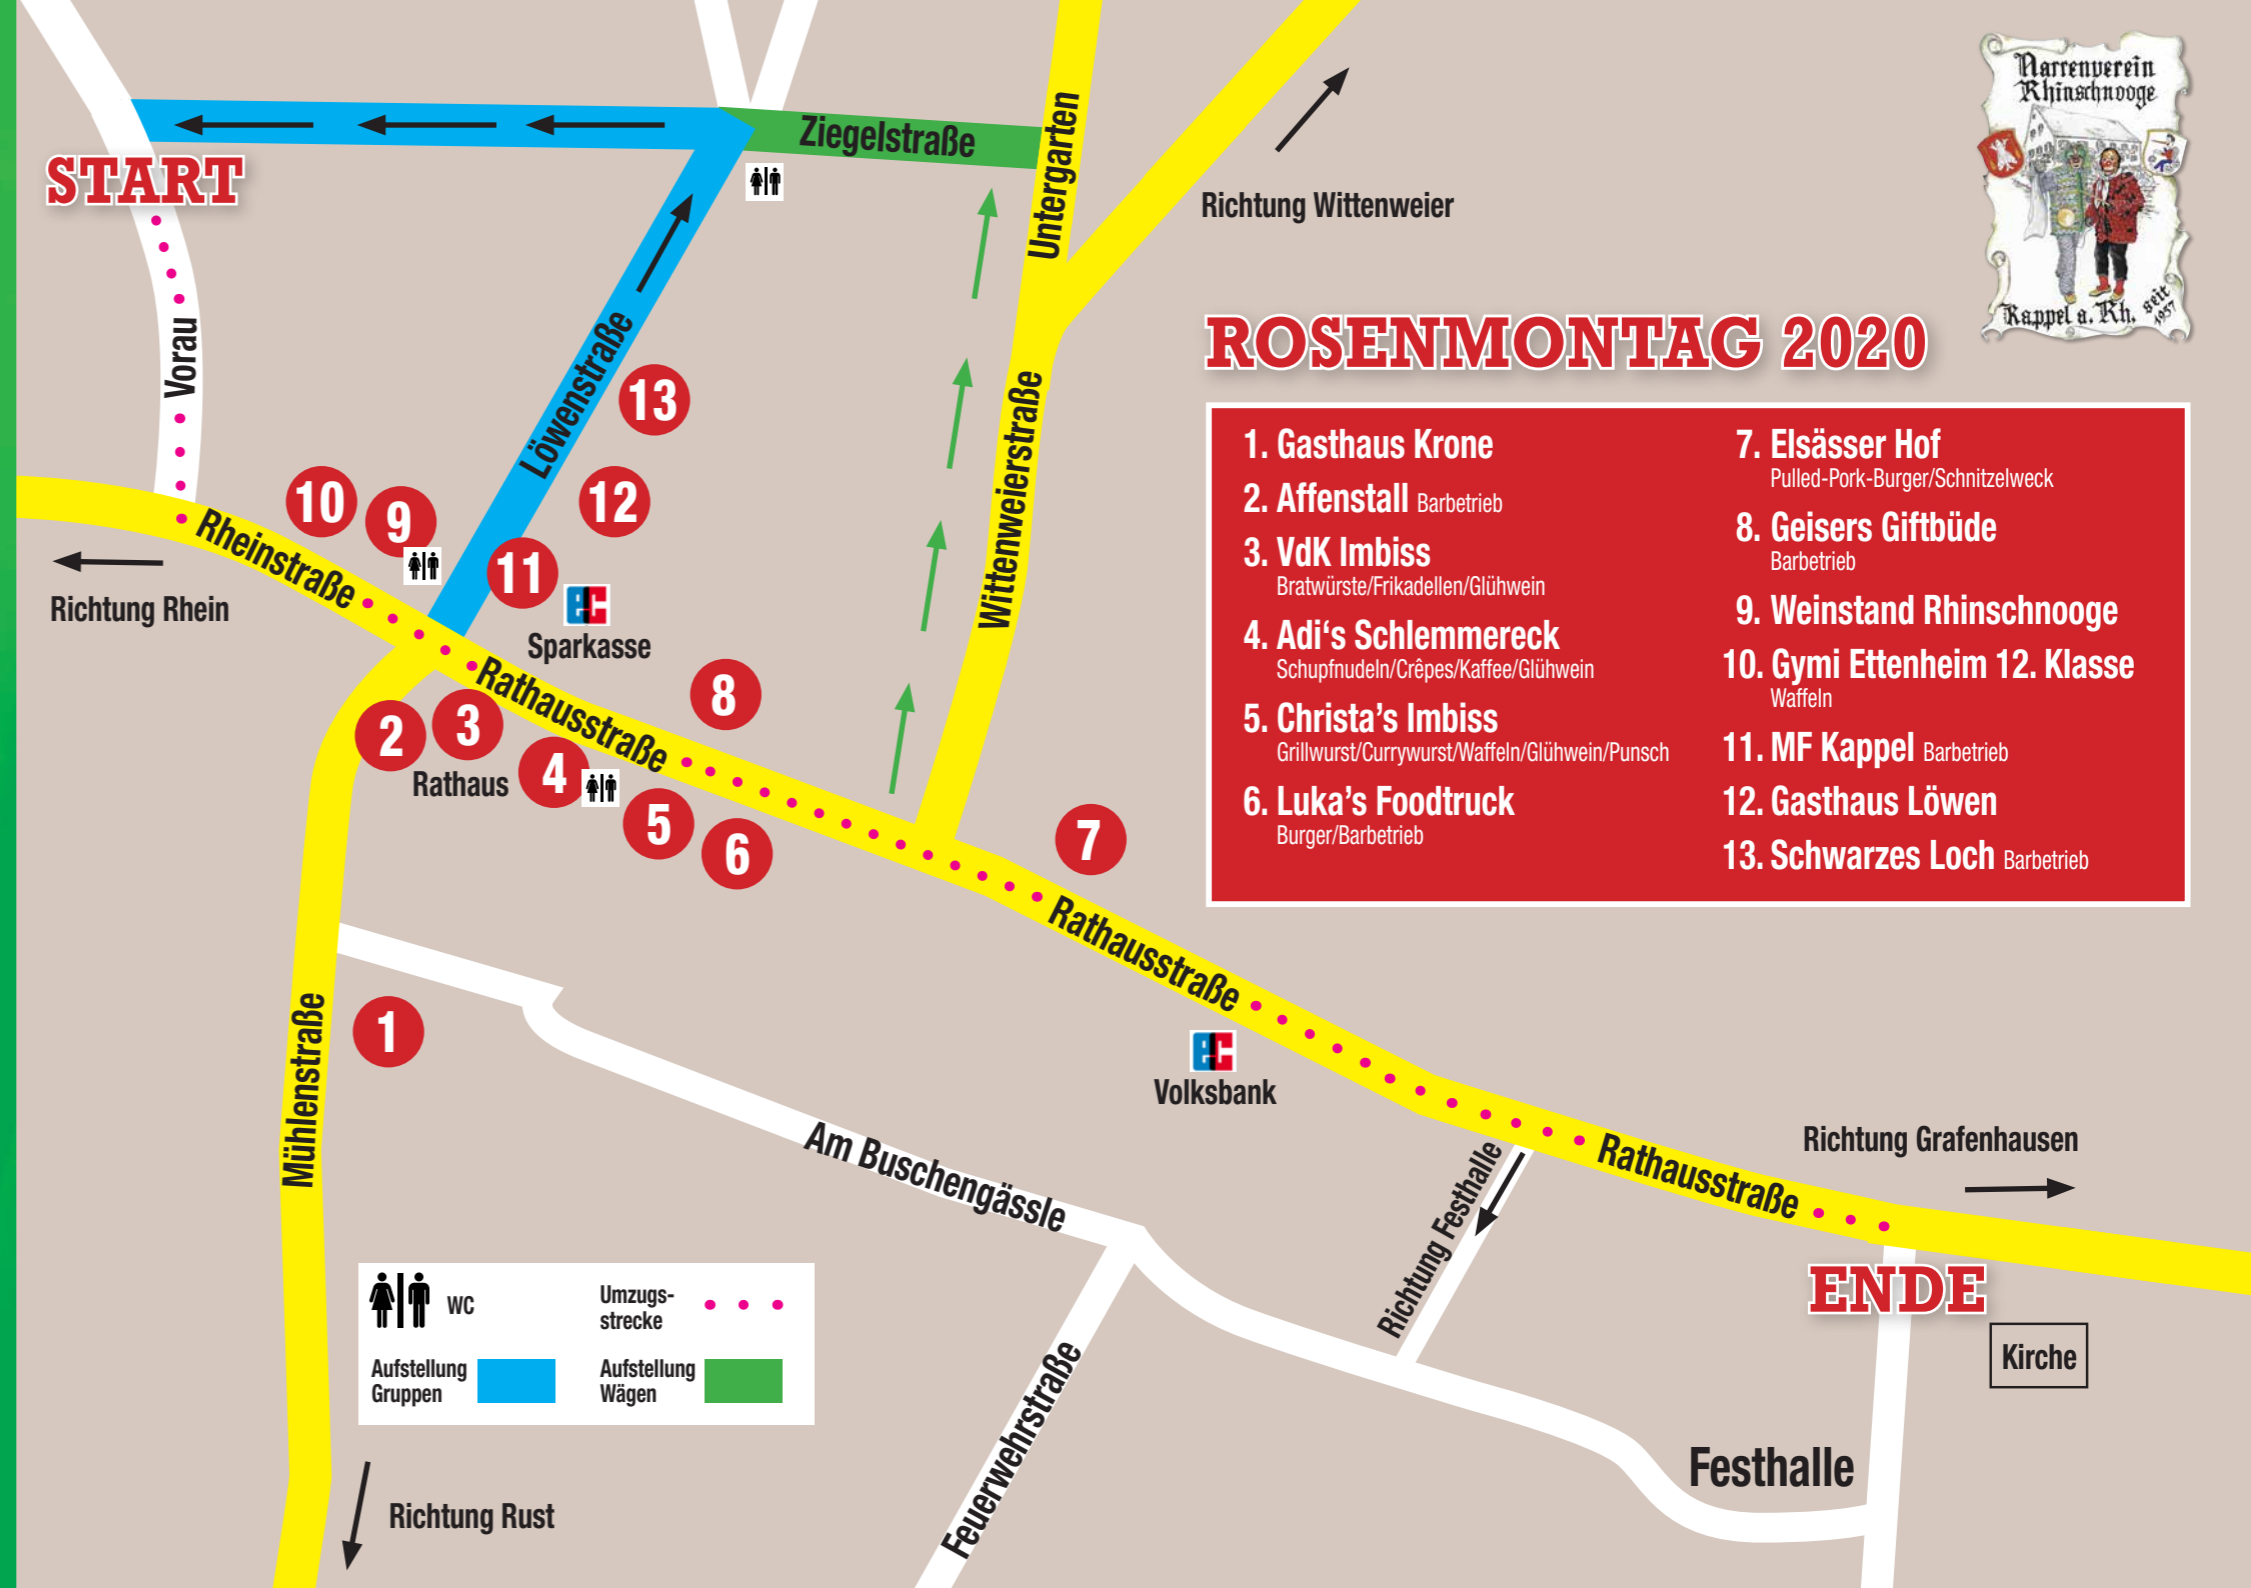 Ziegelstraße
Untergarten
START
Narrenverein
Rhinschnooge
Kappel a. Rh. seit
1957
Richtung Wittenweier
Vorau
Löwenstraße
ROSENMONTAG 2020
13
Wittenweierstraße
10
9
12
Rheinstraße
11
Richtung Rhein
Sparkasse
Rathausstraße
8
2
3
4
Rathaus
5
6
7
1. Gasthaus Krone
2. Affenstall Barbetrieb
3. VdK Imbiss
Bratwürste/Frikadellen/Glühwein
4. Adi‘s Schlemmereck
Schupfnudeln/Crêpes/Kaffee/Glühwein
5. Christa’s Imbiss
Grillwurst/Currywurst/Waffeln/Glühwein/Punsch
6. Luka’s Foodtruck
Burger/Barbetrieb
7. Elsässer Hof
Pulled-Pork-Burger/Schnitzelweck
8. Geisers Giftbüde
Barbetrieb
9. Weinstand Rhinschnooge
10. Gymi Ettenheim 12. Klasse
Waffeln
11. MF Kappel Barbetrieb
12. Gasthaus Löwen
13. Schwarzes Loch Barbetrieb
Rathausstraße
Mühlenstraße
1
ec
Volksbank
Am Buschengässle
Richtung Festhalle
Rathausstraße
Richtung Grafenhausen
ENDE
Kirche
WC
Umzugs-
strecke
Aufstellung
Gruppen
Aufstellung
Wägen
Feuerwehrstraße
Festhalle
Richtung Rust
ec